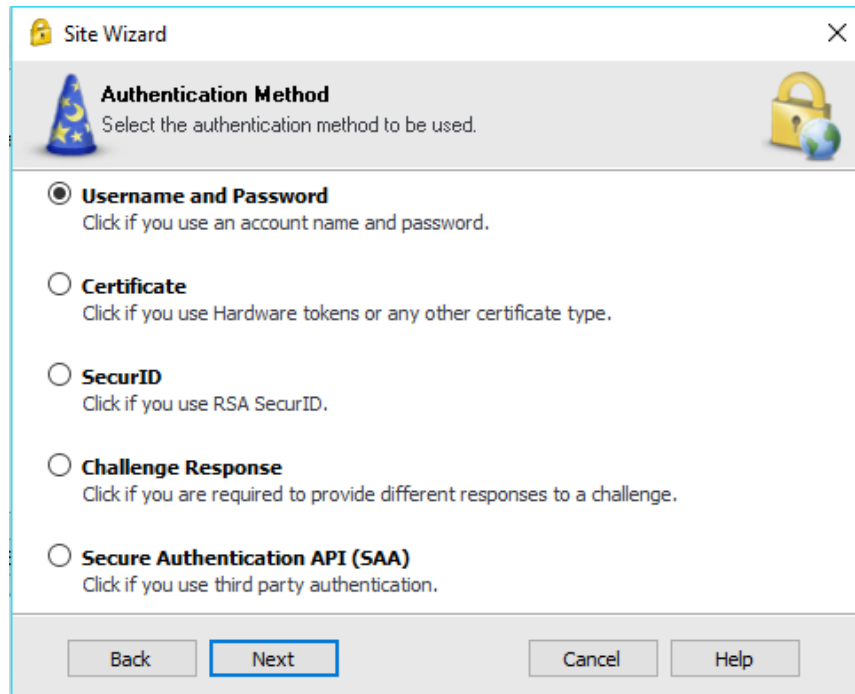 Site Wizard
Authentication Method
Select the authentication method to be used.
Username and Password
Click if you use an account name and password.
Certificate
Click if you use Hardware tokens or any other certificate type.
SecurID
Click if you use RSA SecurID.
Challenge Response
Click if you are required to provide different responses to a challenge.
Secure Authentication API (SAA)
Click if you use third party authentication.
Back Next Cancel Help